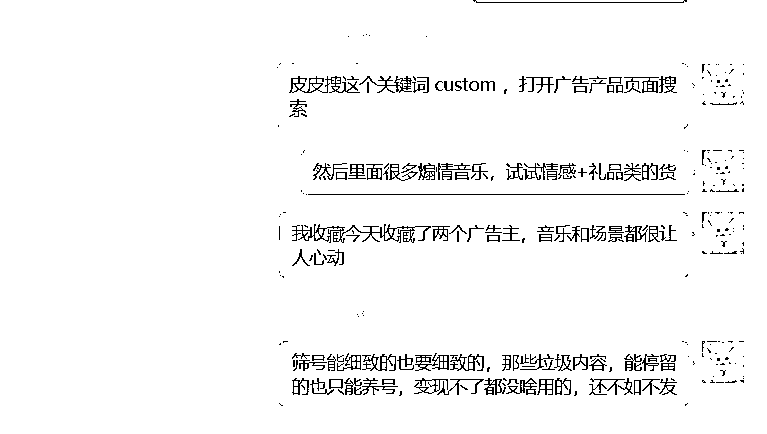 皮皮搜这个关键词 custom ，打开广告产品页面搜
索
然后里面很多煽情音乐，试试情感+礼品类的货
我收藏今天收藏了两个广告主，音乐和场景都很让
人心动
筛号能细致的也要细致的，那些垃圾内容，能停留
的也只能养号，变现不了都没啥用的，还不如不发